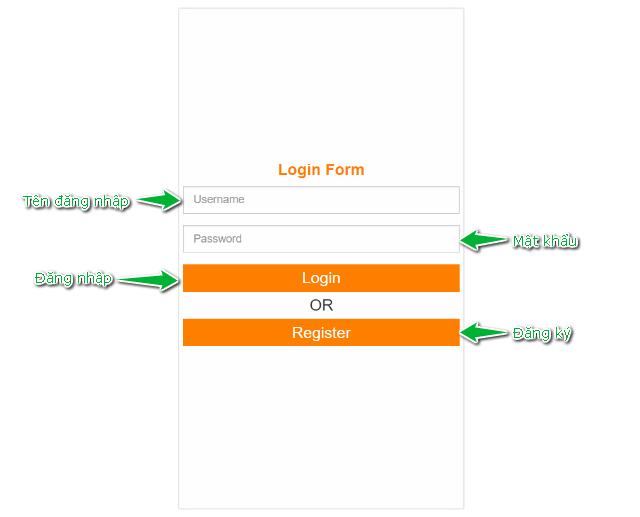 Login Form
Tên đăng nhập
Username
Password
Mật khẩu
Đăng nhập
Login
OR
Register
Đăng ký